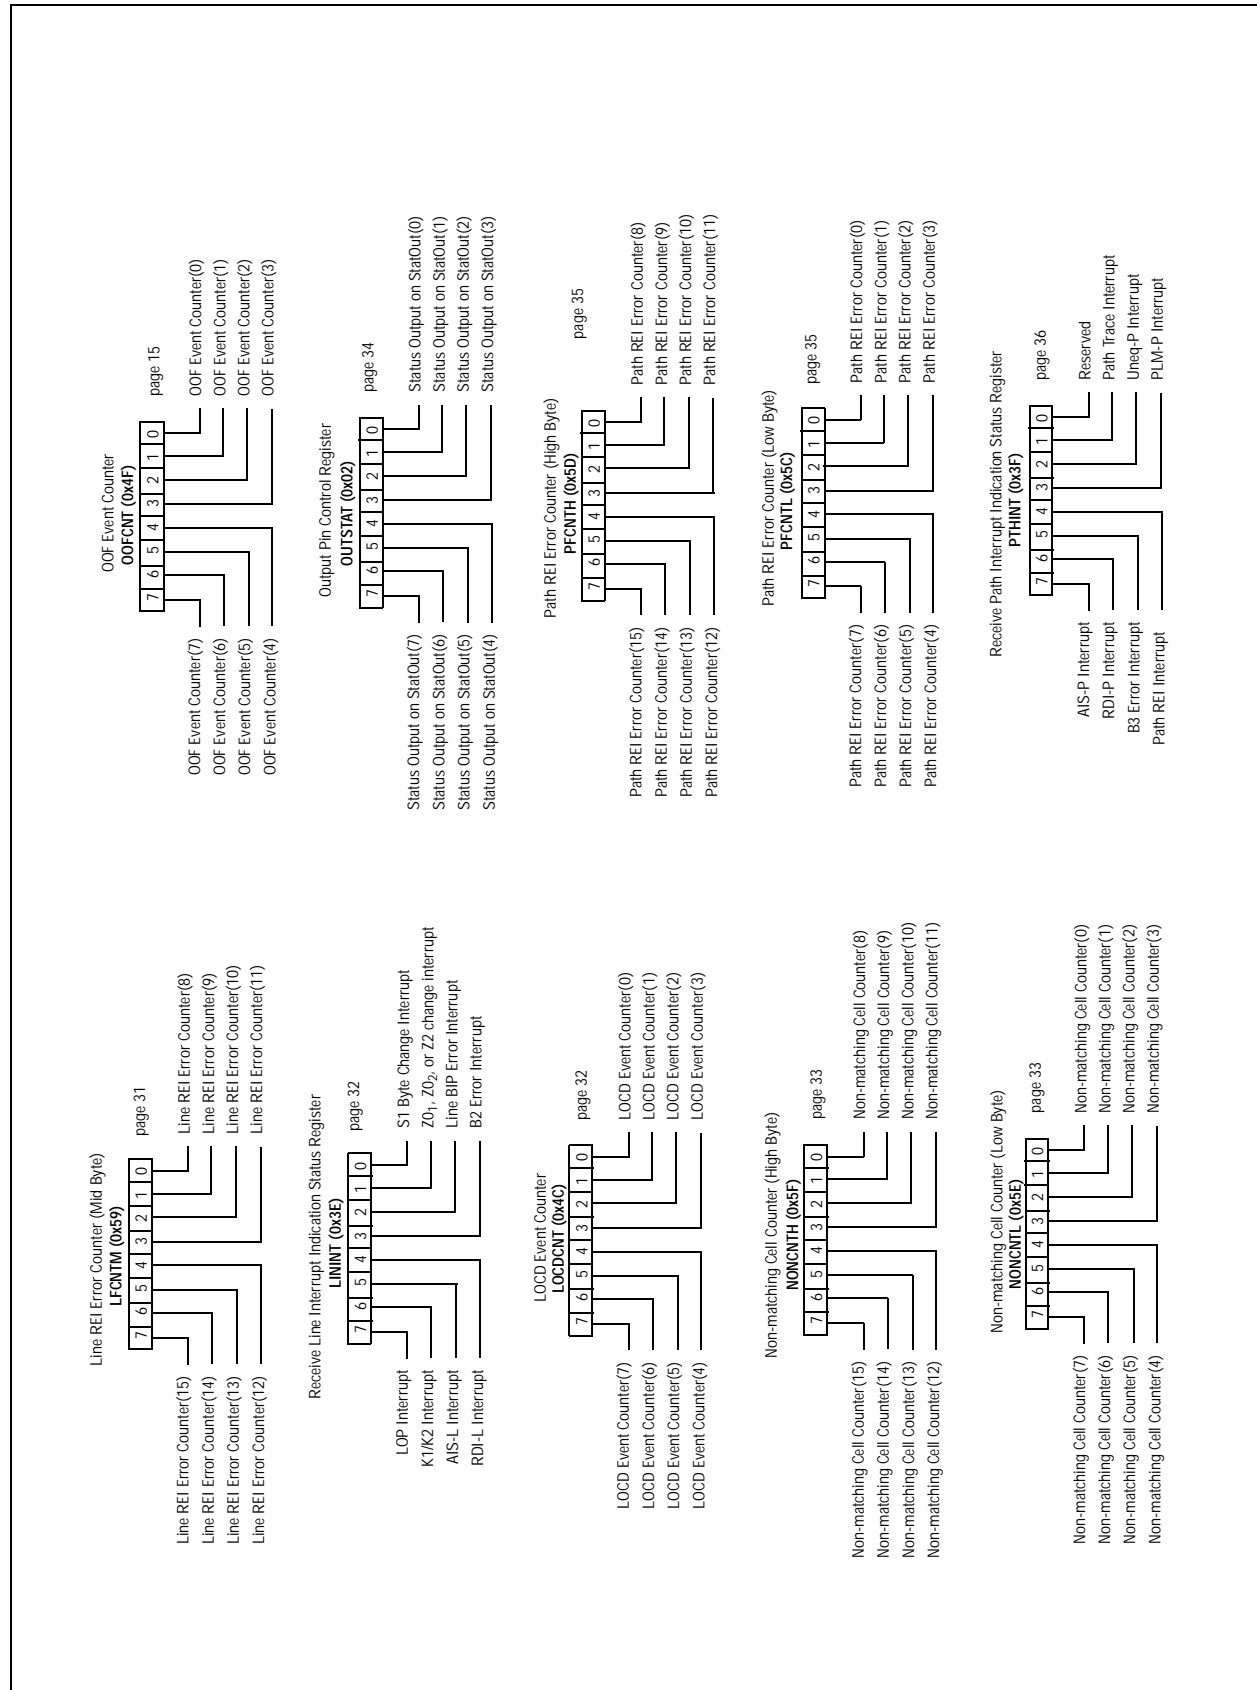 Line REI Error Counter (Mid Byte)
LFCNTM (0x59)
7 6 5 4 3 2 1 0
page 31
Line REI Error Counter(15)
Line REI Error Counter(14)
Line REI Error Counter(13)
Line REI Error Counter(12)
Line REI Error Counter(8)
Line REI Error Counter(9)
Line REI Error Counter(10)
Line REI Error Counter(11)
Receive Line Interrupt Indication Status Register
LININT (0x3E)
7 6 5 4 3 2 1 0
page 32
LOP Interrupt
K1/K2 Interrupt
AIS-L Interrupt
RDI-L Interrupt
S1 Byte Change Interrupt
Z0₁, Z0₂, or Z2 change interrupt
Line BIP Error Interrupt
B2 Error Interrupt
LOCD Event Counter
LOCDCNT (0x4C)
7 6 5 4 3 2 1 0
page 32
LOCD Event Counter(7)
LOCD Event Counter(6)
LOCD Event Counter(5)
LOCD Event Counter(4)
LOCD Event Counter(0)
LOCD Event Counter(1)
LOCD Event Counter(2)
LOCD Event Counter(3)
Non-matching Cell Counter (High Byte)
NONCNTH (0x5F)
7 6 5 4 3 2 1 0
page 33
Non-matching Cell Counter(15)
Non-matching Cell Counter(14)
Non-matching Cell Counter(13)
Non-matching Cell Counter(12)
Non-matching Cell Counter(8)
Non-matching Cell Counter(9)
Non-matching Cell Counter(10)
Non-matching Cell Counter(11)
Non-matching Cell Counter (Low Byte)
NONCNTL (0x5E)
7 6 5 4 3 2 1 0
page 33
Non-matching Cell Counter(7)
Non-matching Cell Counter(6)
Non-matching Cell Counter(5)
Non-matching Cell Counter(4)
Non-matching Cell Counter(0)
Non-matching Cell Counter(1)
Non-matching Cell Counter(2)
Non-matching Cell Counter(3)
OOF Event Counter
OOFCNT (0x4F)
7 6 5 4 3 2 1 0
page 15
OOF Event Counter(7)
OOF Event Counter(6)
OOF Event Counter(5)
OOF Event Counter(4)
OOF Event Counter(0)
OOF Event Counter(1)
OOF Event Counter(2)
OOF Event Counter(3)
Output Pin Control Register
OUTSTAT (0x02)
7 6 5 4 3 2 1 0
page 34
Status Output on StatOut(7)
Status Output on StatOut(6)
Status Output on StatOut(5)
Status Output on StatOut(4)
Status Output on StatOut(0)
Status Output on StatOut(1)
Status Output on StatOut(2)
Status Output on StatOut(3)
Path REI Error Counter (High Byte)
PFCNTH (0x5D)
7 6 5 4 3 2 1 0
page 35
Path REI Error Counter(15)
Path REI Error Counter(14)
Path REI Error Counter(13)
Path REI Error Counter(12)
Path REI Error Counter(8)
Path REI Error Counter(9)
Path REI Error Counter(10)
Path REI Error Counter(11)
Path REI Error Counter (Low Byte)
PFCNTL (0x5C)
7 6 5 4 3 2 1 0
page 35
Path REI Error Counter(7)
Path REI Error Counter(6)
Path REI Error Counter(5)
Path REI Error Counter(4)
Path REI Error Counter(0)
Path REI Error Counter(1)
Path REI Error Counter(2)
Path REI Error Counter(3)
Receive Path Interrupt Indication Status Register
PTHINT (0x3F)
7 6 5 4 3 2 1 0
page 36
AIS-P Interrupt
RDI-P Interrupt
B3 Error Interrupt
Path REI Interrupt
Reserved
Path Trace Interrupt
Uneq-P Interrupt
PLM-P Interrupt